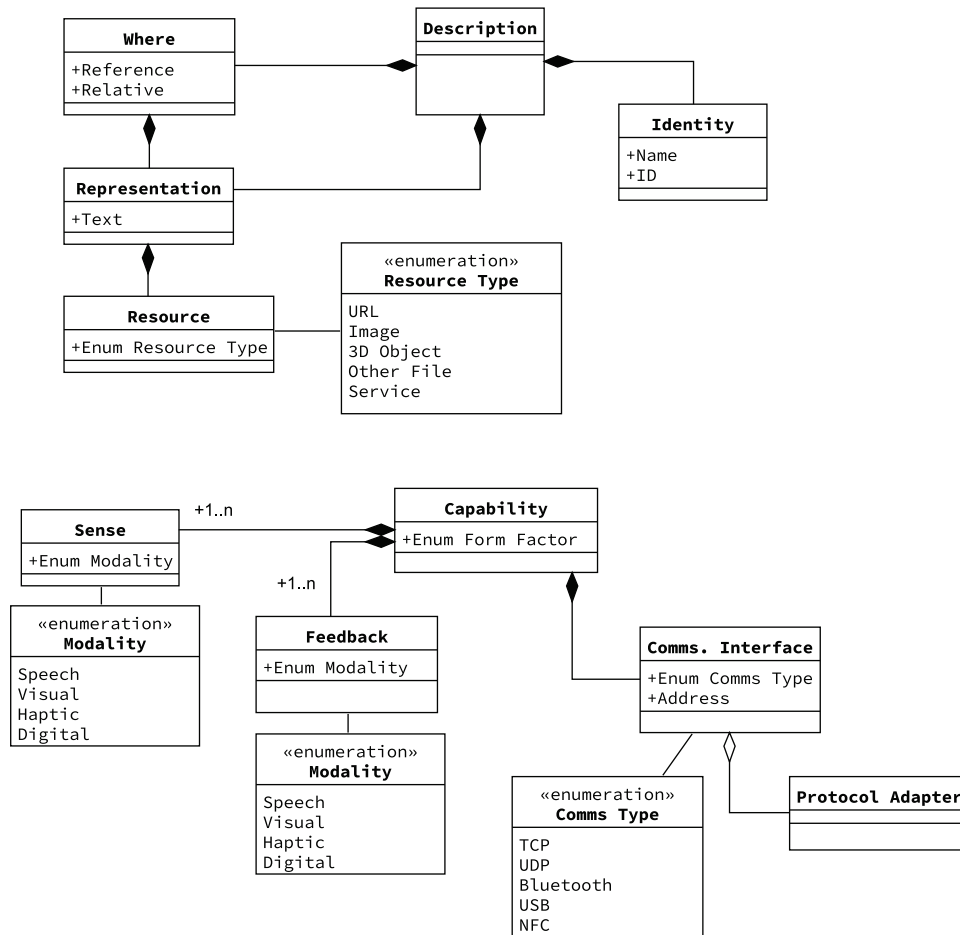 Where
+Reference
+Relative
Description
Identity
+Name
+ID
Representation
+Text
Resource
+Enum Resource Type
«enumeration»
Resource Type
URL
Image
3D Object
Other File
Service
Sense
+Enum Modality
+1..n
Capability
+Enum Form Factor
«enumeration»
Modality
Speech
Visual
Haptic
Digital
+1..n
Feedback
+Enum Modality
«enumeration»
Modality
Speech
Visual
Haptic
Digital
Comms. Interface
+Enum Comms Type
+Address
«enumeration»
Comms Type
TCP
UDP
Bluetooth
USB
NFC
Protocol Adapter